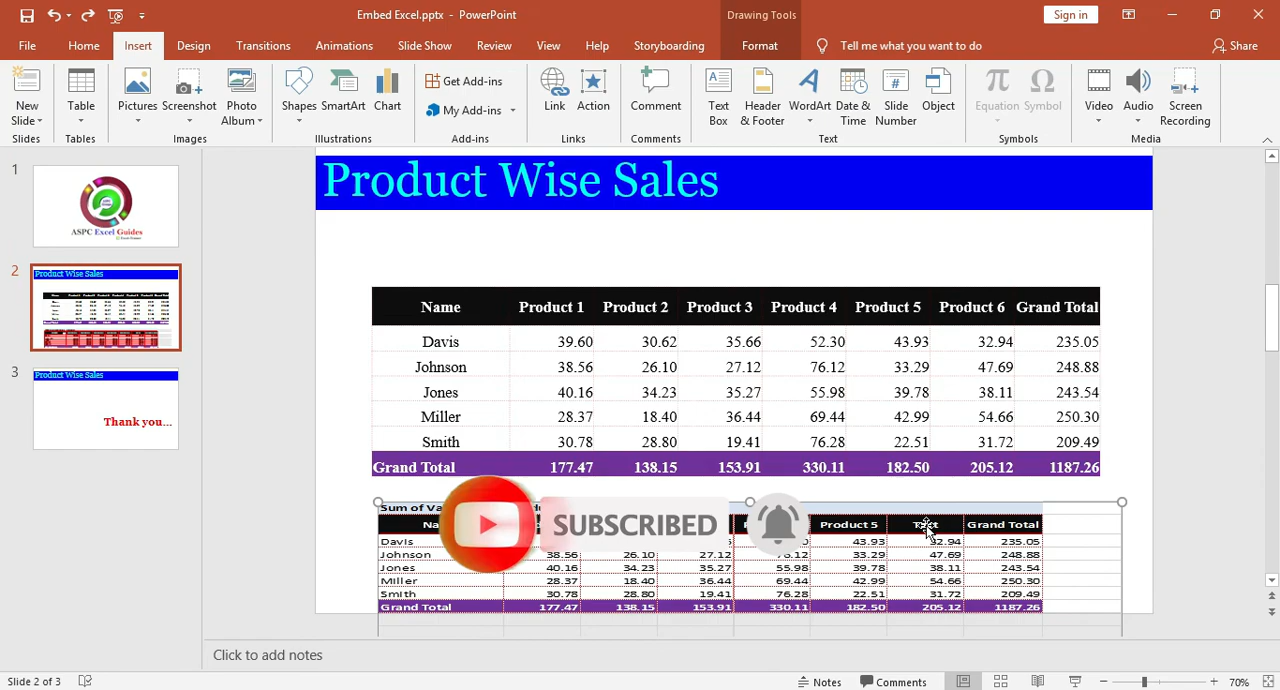 Embed Excel.pptx - PowerPoint
Drawing Tools
Sign in
File Home Insert Design Transitions Animations Slide Show Review View Help Storyboarding Format Tell me what you want to do Share
New Slide
Table
Pictures
Screenshot
Photo Album
Shapes
SmartArt
Chart
Get Add-ins
My Add-ins
Link
Action
Comment
Text Box
Header & Footer
WordArt
Date & Time
Slide Number
Object
Equation
Symbol
Video
Audio
Screen Recording
Slides
Tables
Images
Illustrations
Add-ins
Links
Comments
Text
Symbols
Media
1
ASPC Excel Guides
2
Product Wise Sales
3
Product Wise Sales
Thank you...
Product Wise Sales
Name Product 1 Product 2 Product 3 Product 4 Product 5 Product 6 Grand Total
Davis 39.60 30.62 35.66 52.30 43.93 32.94 235.05
Johnson 38.56 26.10 27.12 76.12 33.29 47.69 248.88
Jones 40.16 34.23 35.27 55.98 39.78 38.11 243.54
Miller 28.37 18.40 36.44 69.44 42.99 54.66 250.30
Smith 30.78 28.80 19.41 76.28 22.51 31.72 209.49
Grand Total 177.47 138.15 153.91 330.11 182.50 205.12 1187.26
Sum of
Product 5 Grand Total
Davis 43.93 32.94 235.05
Johnson 38.56 26.10 27.12 76.12 33.29 47.69 248.88
Jones 40.16 34.23 35.27 55.98 39.78 38.11 243.54
Miller 28.37 18.40 36.44 69.44 42.99 54.66 250.30
Smith 30.78 28.80 19.41 76.28 22.51 31.72 209.49
Grand Total 177.47 138.15 153.91 330.11 182.50 205.12 1187.26
SUBSCRIBED
Click to add notes
Slide 2 of 3
Notes
Comments
70%